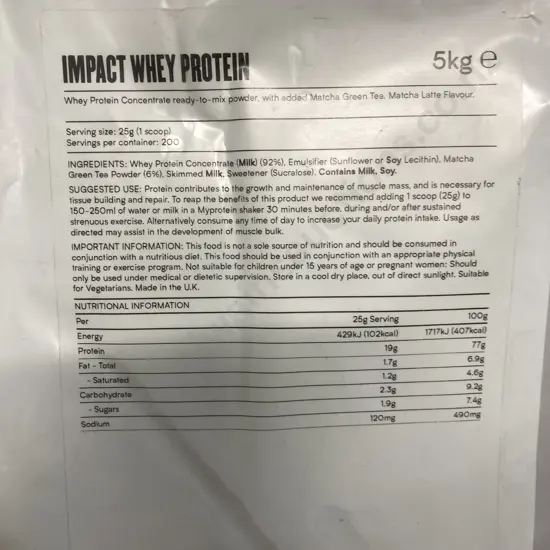 IMPACT WHEY PROTEIN 5kg ℮
Whey Protein Concentrate ready-to-mix powder, with added Matcha Green Tea. Matcha Latte Flavour.
Serving size: 25g (1 scoop)
Servings per container: 200
INGREDIENTS: Whey Protein Concentrate (Milk) (92%), Emulsifier (Sunflower or Soy Lecithin), Matcha
Green Tea Powder (6%), Skimmed Milk, Sweetener (Sucralose). Contains Milk, Soy.
SUGGESTED USE: Protein contributes to the growth and maintenance of muscle mass, and is necessary for
tissue building and repair. To reap the benefits of this product we recommend adding 1 scoop (25g) to
150-250ml of water or milk in a Myprotein shaker 30 minutes before, during and/or after sustained
strenuous exercise. Alternatively consume any time of day to increase your daily protein intake. Usage as
directed may assist in the development of muscle bulk.
IMPORTANT INFORMATION: This food is not a sole source of nutrition and should be consumed in
conjunction with a nutritious diet. This food should be used in conjunction with an appropriate physical
training or exercise program. Not suitable for children under 15 years of age or pregnant women: Should
only be used under medical or dietetic supervision. Store in a cool dry place, out of direct sunlight. Suitable
for Vegetarians. Made in the U.K.
NUTRITIONAL INFORMATION
Per 25g Serving 100g
Energy 429kJ (102kcal) 1717kJ (407kcal)
Protein 19g 77g
Fat - Total 1.7g 6.9g
- Saturated 1.2g 4.6g
Carbohydrate 2.3g 9.2g
- Sugars 1.9g 7.4g
Sodium 120mg 490mg